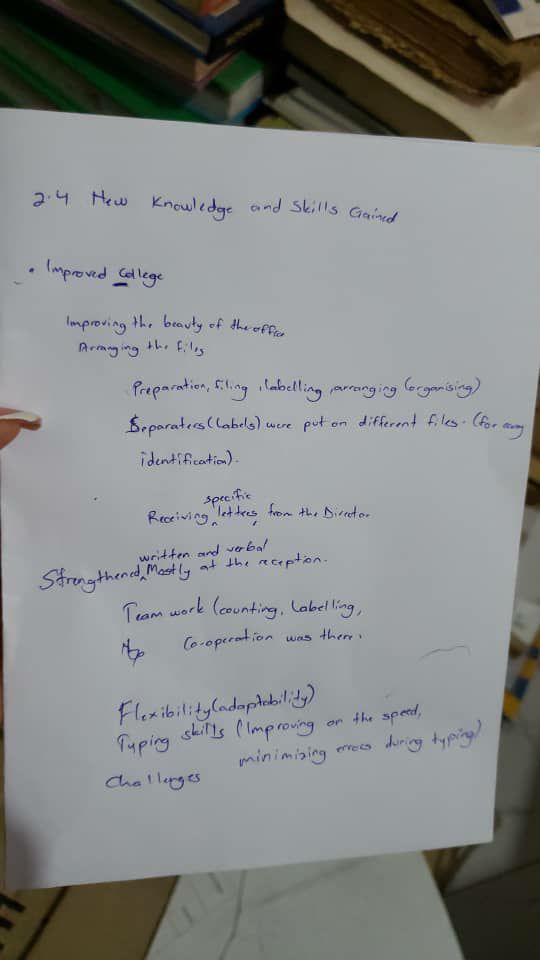 2.4 New Knowledge and Skills Gained
• Improved College
Improving the beauty of the office
Arranging the files
Preparation, filing, labelling, arranging (organising)
Separaters (Labels) were put on different files. (for easy
identification).
specific
Receiving letters, from the Director
written and verbal
Strengthened, Mostly at the reception.
Team work (counting, Labelling,
Co-operation was there.
Flexibility (adaptability)
Typing skills (Improving on the speed,
minimizing errors during typing)
Challenges